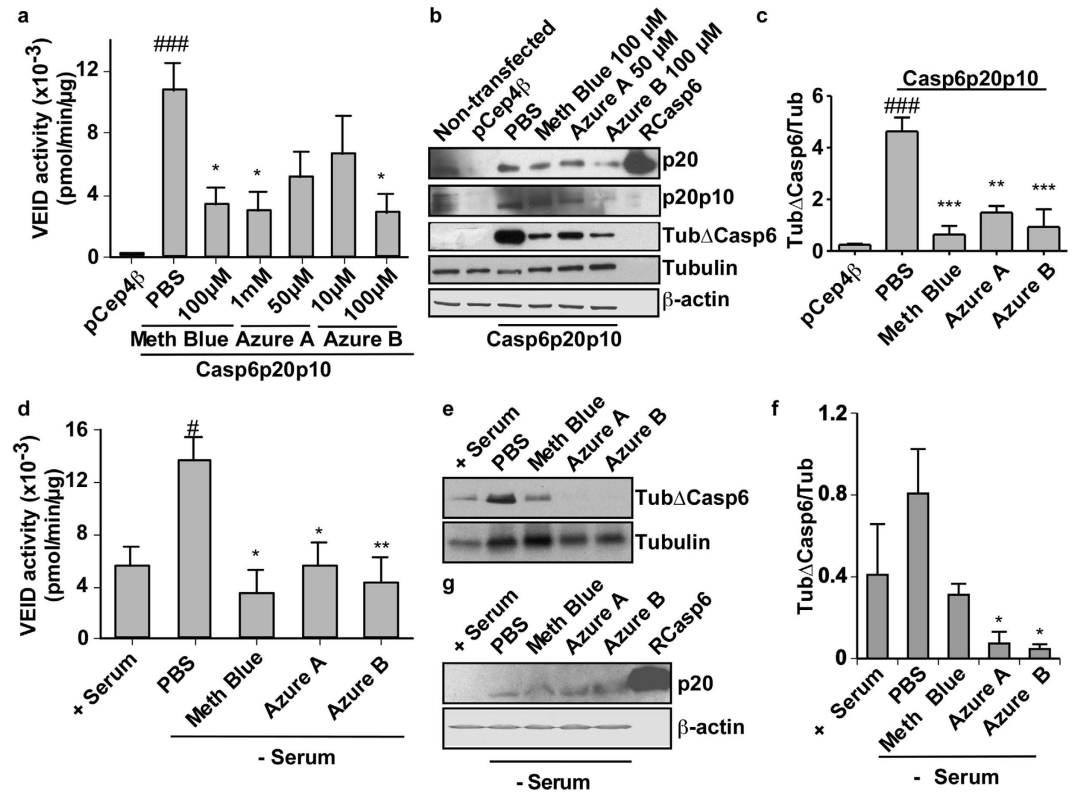 a
VEID activity (x10-3)
(pmol/min/µg)
12
8
4
0
###
*
*
*
pCep4β
PBS
100µM
1mM
50µM
10µM
100µM
Meth Blue
Azure A
Azure B
Casp6p20p10
b
Non-transfected
pCep4β
PBS
Meth Blue 100 µM
Azure A 50 µM
Azure B 100 µM
RCasp6
p20
p20p10
TubΔCasp6
Tubulin
β-actin
Casp6p20p10
c
Casp6p20p10
TubΔCasp6/Tub
6
4
2
0
###
***
**
***
pCep4β
PBS
Meth Blue
Azure A
Azure B
d
VEID activity (x10-3)
(pmol/min/µg)
16
12
8
4
0
#
*
*
**
+ Serum
PBS
Meth Blue
Azure A
Azure B
- Serum
e
+ Serum
PBS
Meth Blue
Azure A
Azure B
TubΔCasp6
Tubulin
g
+ Serum
PBS
Meth Blue
Azure A
Azure B
RCasp6
p20
β-actin
- Serum
f
TubΔCasp6/Tub
1.2
0.8
0.4
0
*
*
+ Serum
PBS
Meth Blue
Azure A
Azure B
- Serum